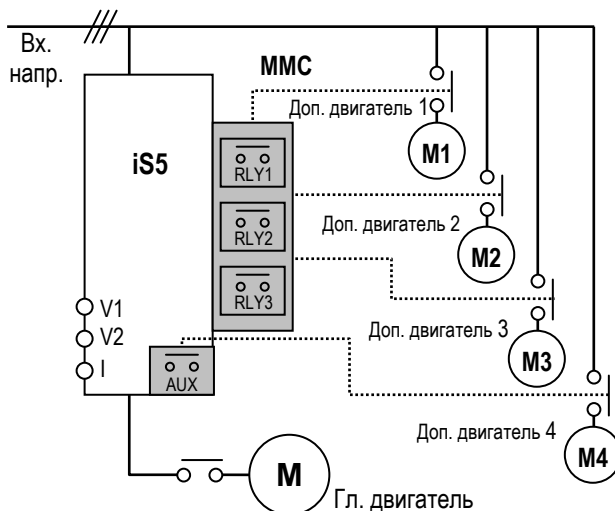 Вх.
напр.
MMC
Доп. двигатель 1
M1
iS5
RLY1
Доп. двигатель 2
RLY2
M2
RLY3
V1
V2
I
Доп. двигатель 3
M3
AUX
Доп. двигатель 4
M4
M
Гл. двигатель